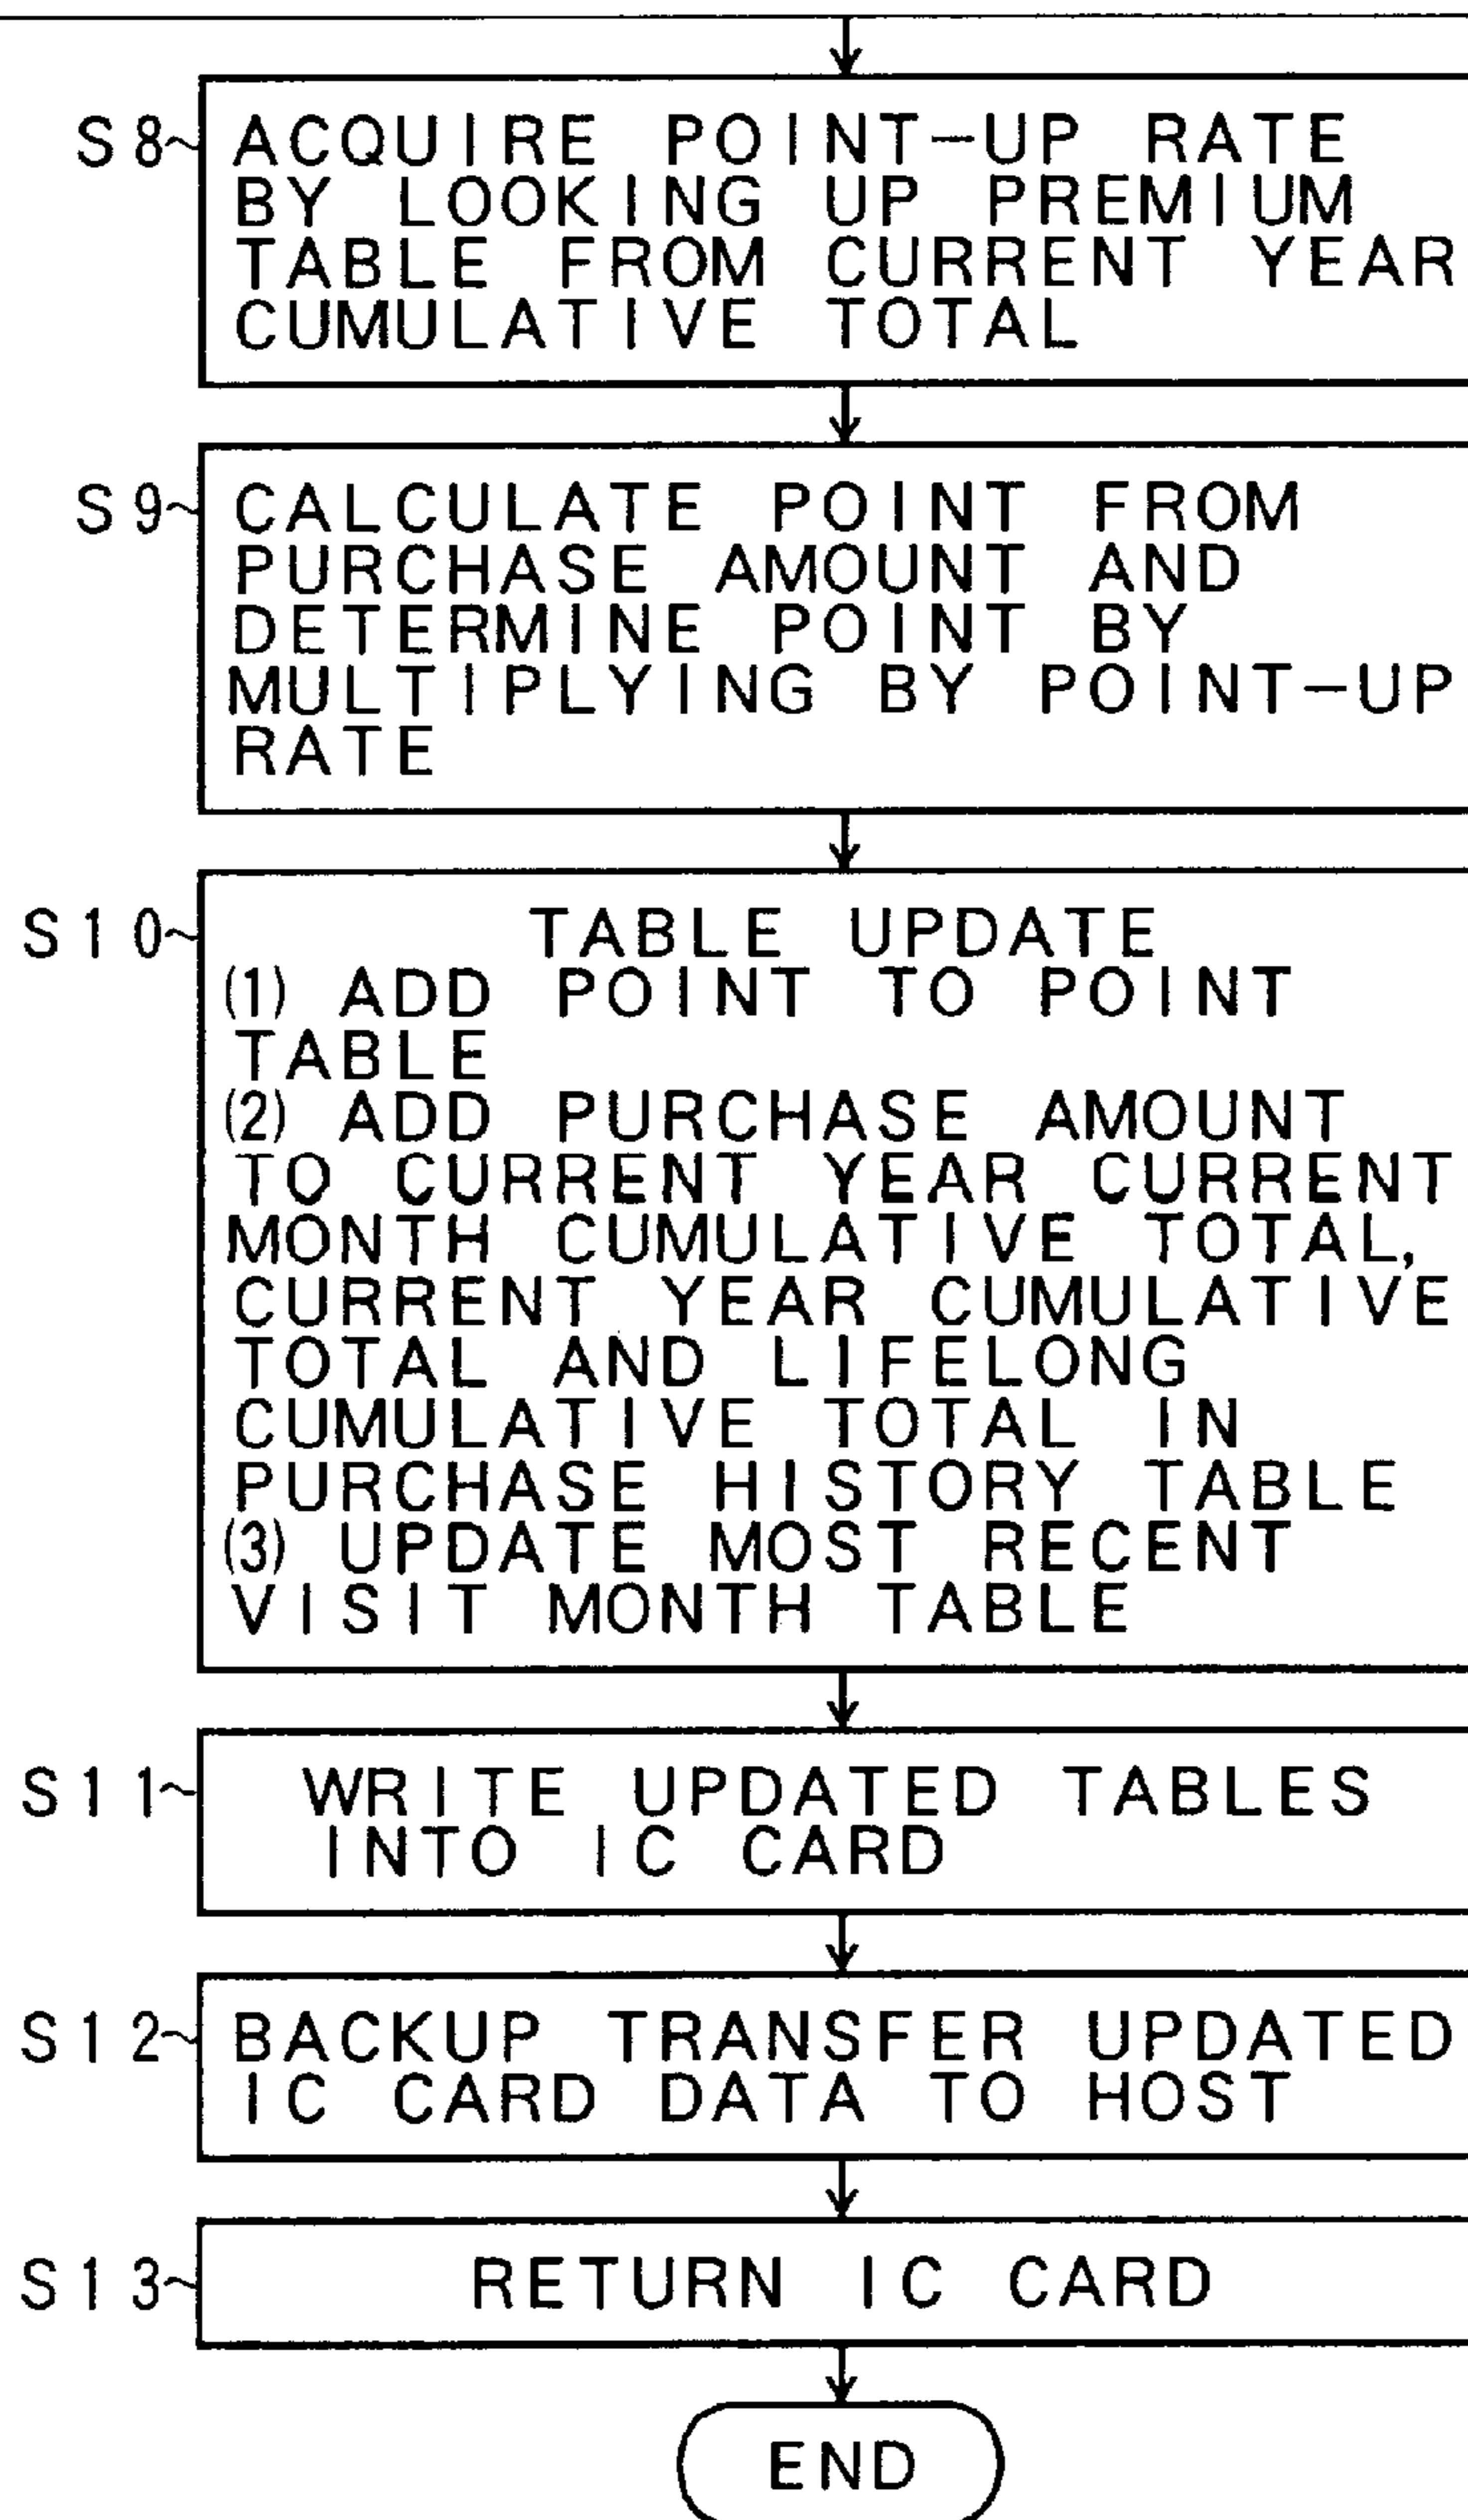 S8 ACQUIRE POINT-UP RATE
BY LOOKING UP PREMIUM
TABLE FROM CURRENT YEAR
CUMULATIVE TOTAL
S9 CALCULATE POINT FROM
PURCHASE AMOUNT AND
DETERMINE POINT BY
MULTIPLYING BY POINT-UP
RATE
S10 TABLE UPDATE
(1) ADD POINT TO POINT
TABLE
(2) ADD PURCHASE AMOUNT
TO CURRENT YEAR CURRENT
MONTH CUMULATIVE TOTAL,
CURRENT YEAR CUMULATIVE
TOTAL AND LIFELONG
CUMULATIVE TOTAL IN
PURCHASE HISTORY TABLE
(3) UPDATE MOST RECENT
VISIT MONTH TABLE
S11 WRITE UPDATED TABLES
INTO IC CARD
S12 BACKUP TRANSFER UPDATED
IC CARD DATA TO HOST
S13 RETURN IC CARD
END